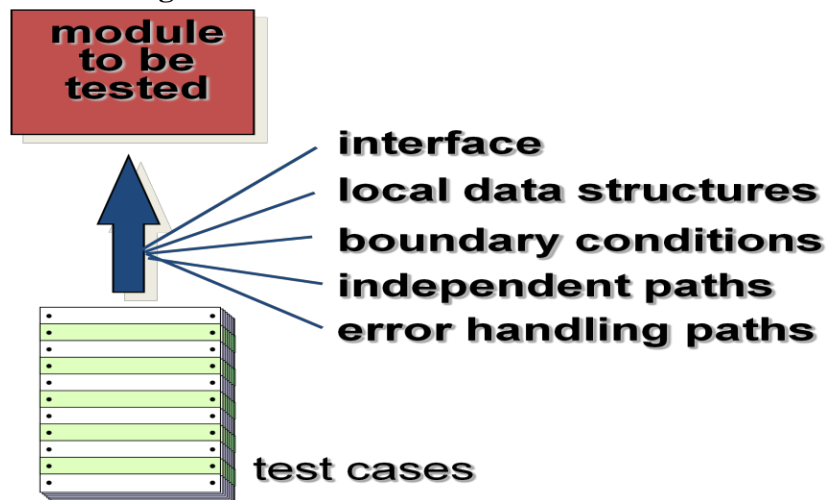 module
to be
tested
interface
local data structures
boundary conditions
independent paths
error handling paths
test cases